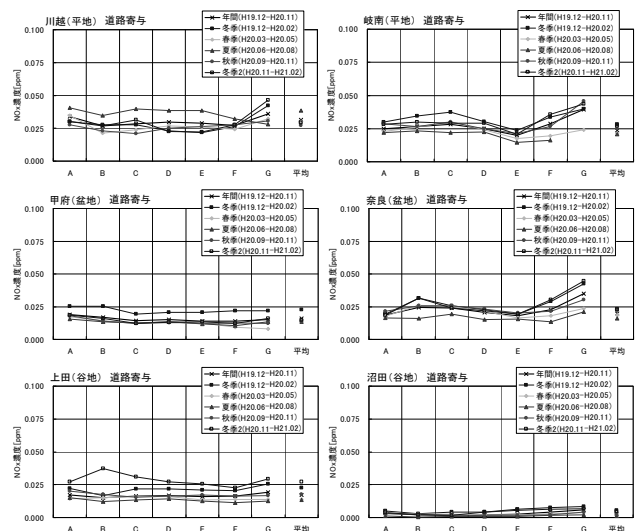 川越(平地) 道路寄与
年間(H19.12-H20.11)
冬季(H19.12-H20.02)
春季(H20.03-H20.05)
夏季(H20.06-H20.08)
秋季(H20.09-H20.11)
冬季2(H20.11-H21.02)
NOx濃度[ppm]
0.100
0.075
0.050
0.025
0.000
A B C D E F G 平均
岐南(平地) 道路寄与
年間(H19.12-H20.11)
冬季(H19.12-H20.02)
春季(H20.03-H20.05)
夏季(H20.06-H20.08)
秋季(H20.09-H20.11)
冬季2(H20.11-H21.02)
NOx濃度[ppm]
0.100
0.075
0.050
0.025
0.000
A B C D E F G 平均
甲府(盆地) 道路寄与
年間(H19.12-H20.11)
冬季(H19.12-H20.02)
春季(H20.03-H20.05)
夏季(H20.06-H20.08)
秋季(H20.09-H20.11)
冬季2(H20.11-H21.02)
NOx濃度[ppm]
0.100
0.075
0.050
0.025
0.000
A B C D E F G 平均
奈良(盆地) 道路寄与
年間(H19.12-H20.11)
冬季(H19.12-H20.02)
春季(H20.03-H20.05)
夏季(H20.06-H20.08)
秋季(H20.09-H20.11)
冬季2(H20.11-H21.02)
NOx濃度[ppm]
0.100
0.075
0.050
0.025
0.000
A B C D E F G 平均
上田(谷地) 道路寄与
年間(H19.12-H20.11)
冬季(H19.12-H20.02)
春季(H20.03-H20.05)
夏季(H20.06-H20.08)
秋季(H20.09-H20.11)
冬季2(H20.11-H21.02)
NOx濃度[ppm]
0.100
0.075
0.050
0.025
0.000
A B C D E F G 平均
沼田(谷地) 道路寄与
年間(H19.12-H20.11)
冬季(H19.12-H20.02)
春季(H20.03-H20.05)
夏季(H20.06-H20.08)
秋季(H20.09-H20.11)
冬季2(H20.11-H21.02)
NOx濃度[ppm]
0.100
0.075
0.050
0.025
0.000
A B C D E F G 平均